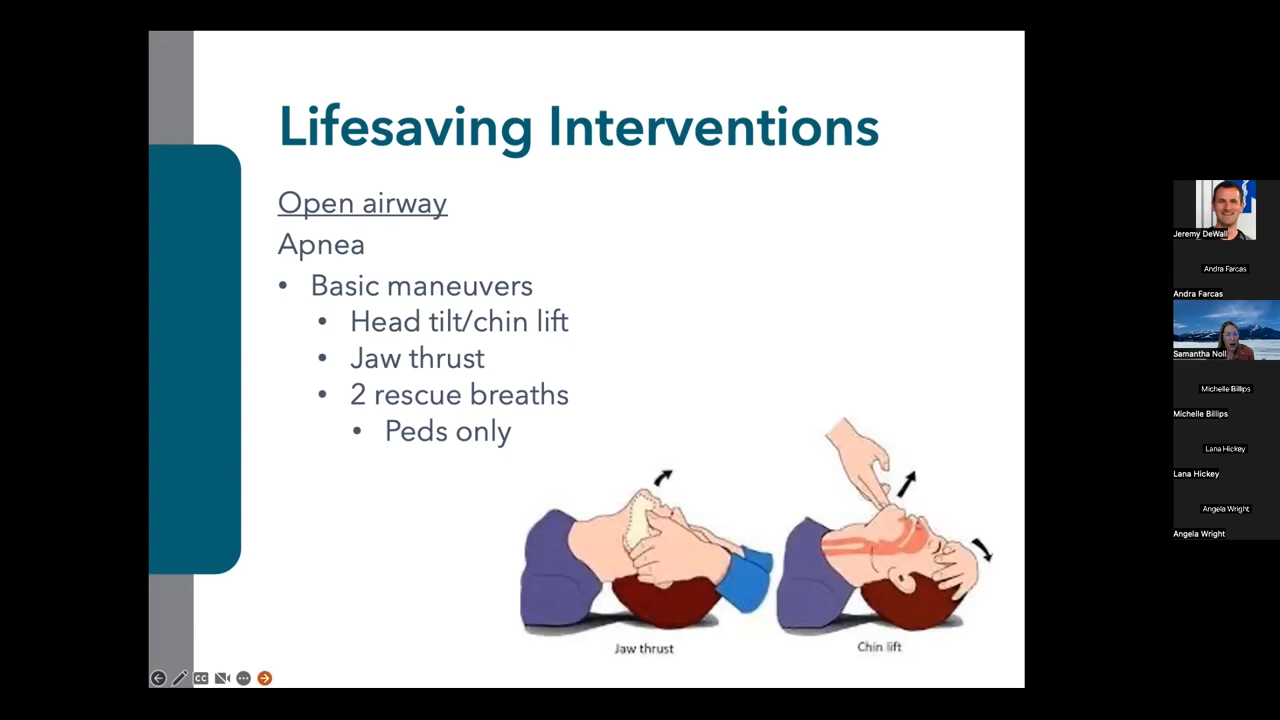 Lifesaving Interventions
Open airway
Apnea
• Basic maneuvers
• Head tilt/chin lift
• Jaw thrust
• 2 rescue breaths
• Peds only
Jaw thrust
Chin lift
CC
Jeremy DeWall
Andra Farcas
Andra Farcas
Samantha Noll
Michelle Billips
Michelle Billips
Lana Hickey
Lana Hickey
Angela Wright
Angela Wright